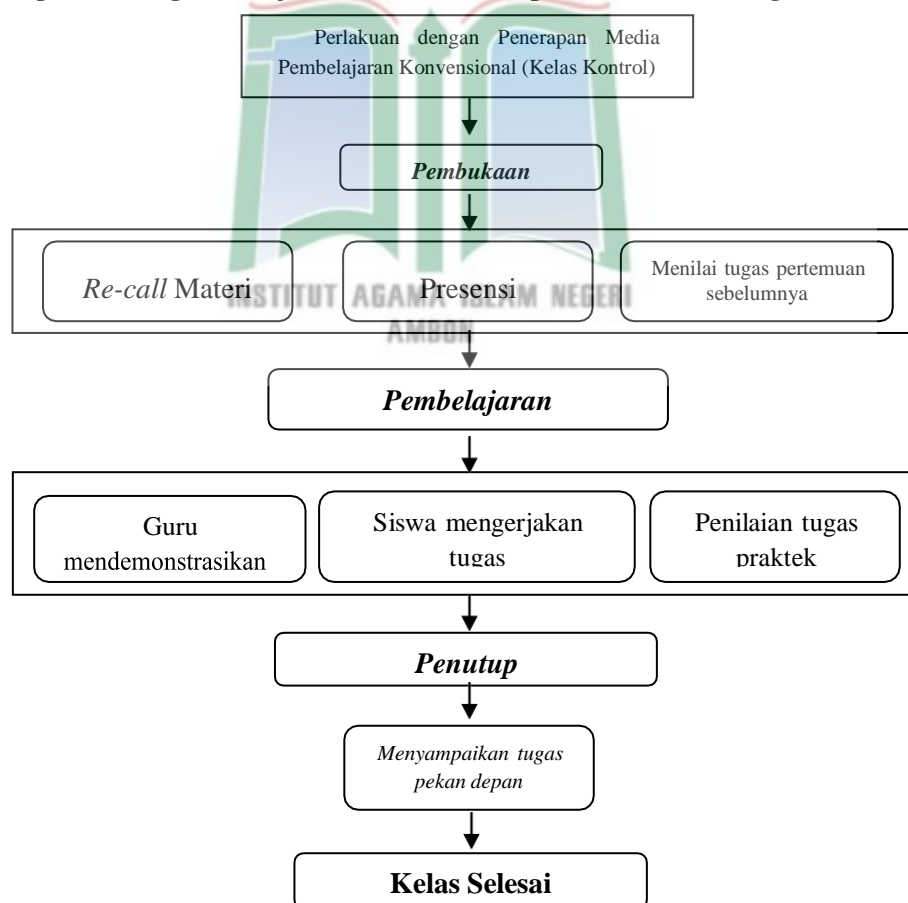 Perlakuan dengan Penerapan Media
Pembelajaran Konvensional (Kelas Kontrol)
Pembukaan
Re-call Materi
Presensi
Menilai tugas pertemuan
sebelumnya
INSTITUT AGAMA ISLAM NEGERI
AMBON
Pembelajaran
Guru
mendemonstrasikan
Siswa mengerjakan
tugas
Penilaian tugas
praktek
Penutup
Menyampaikan tugas
pekan depan
Kelas Selesai